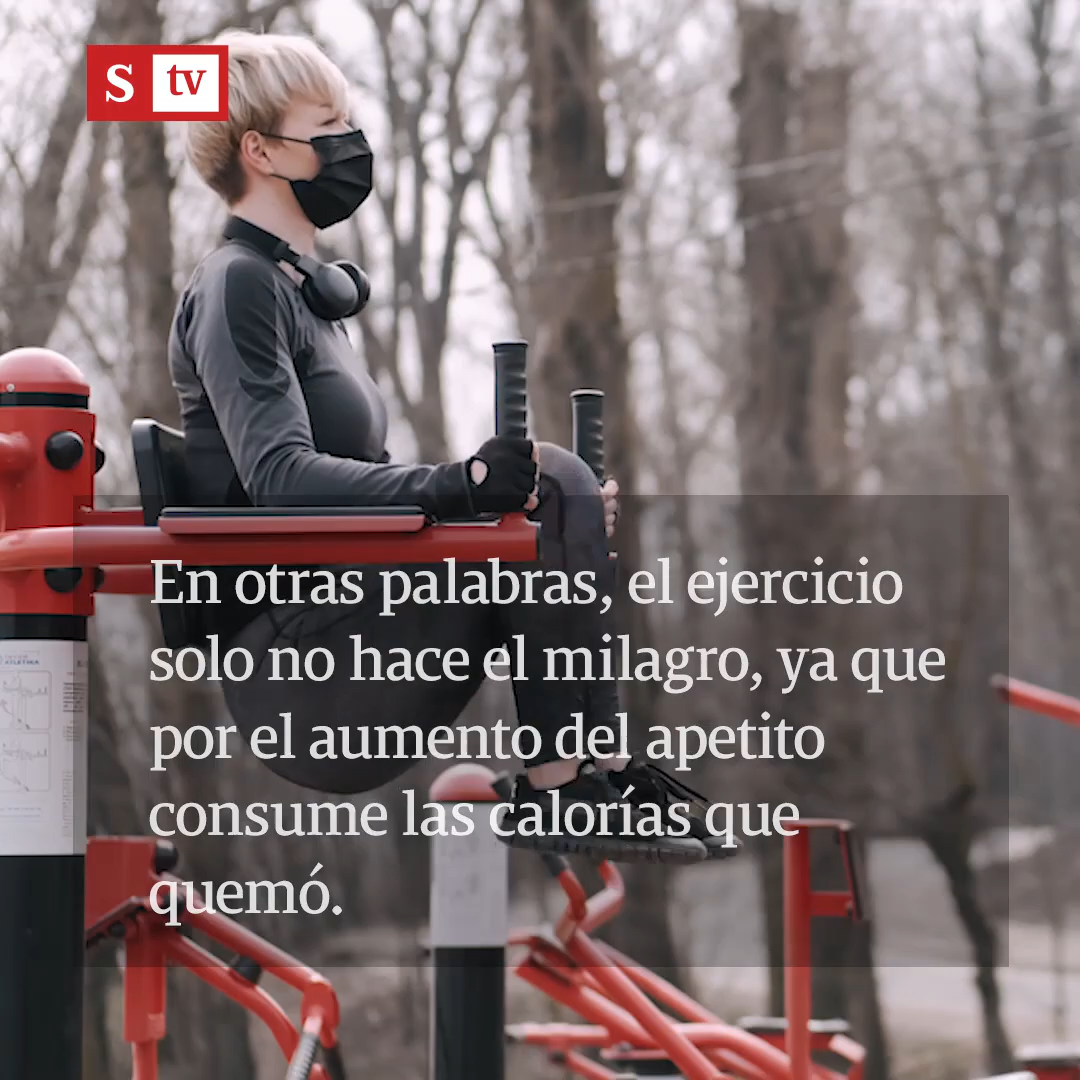 S tv
En otras palabras, el ejercicio
solo no hace el milagro, ya que
por el aumento del apetito
consume las calorías que
quemó.